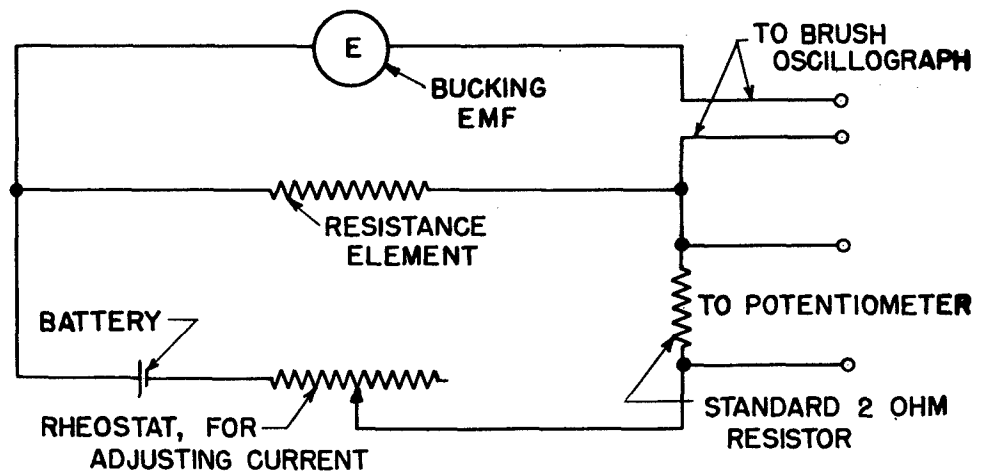 E
TO BRUSH
OSCILLOGRAPH
BUCKING
EMF
RESISTANCE
ELEMENT
BATTERY
TO POTENTIOMETER
RHEOSTAT, FOR
ADJUSTING CURRENT
STANDARD 2 OHM
RESISTOR